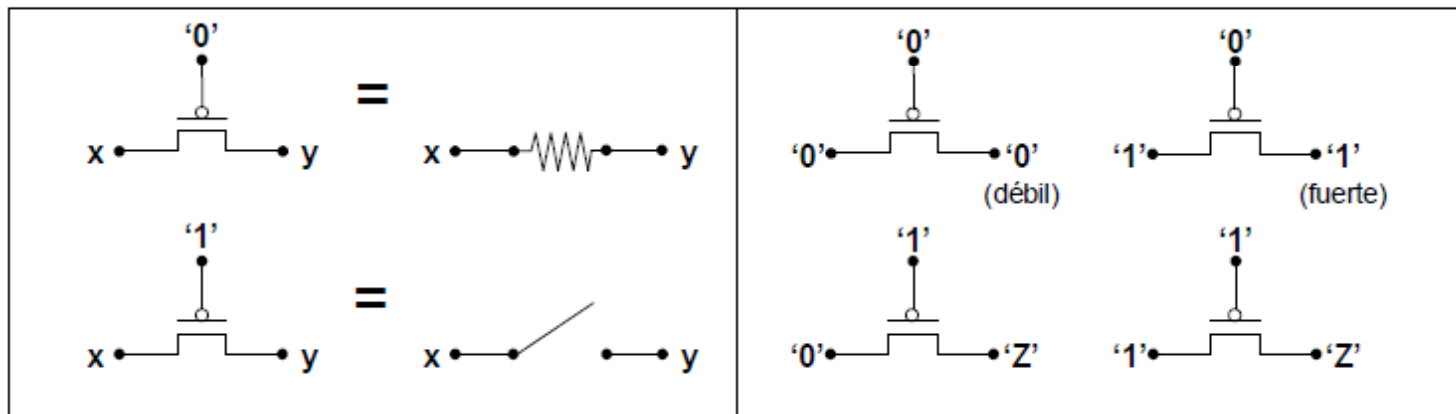 ‘0’
=
x y x y
‘1’
=
x y x y
‘0’ ‘0’
‘0’ ‘0’ ‘1’ ‘1’
(débil) (fuerte)
‘1’ ‘1’
‘0’ ‘Z’ ‘1’ ‘Z’